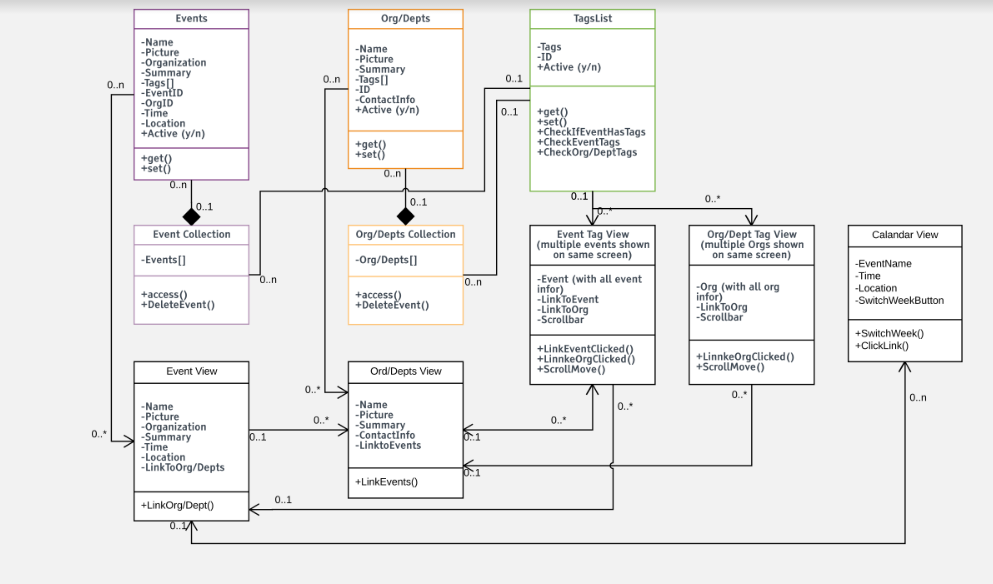 Events
-Name
-Picture
-Organization
-Summary
-Tags[]
-EventID
-OrgID
-Time
-Location
+Active (y/n)
+get()
+set()
Org/Depts
-Name
-Picture
-Summary
-Tags[]
-ID
-ContactInfo
+Active (y/n)
+get()
+set()
TagsList
-Tags
-ID
+Active (y/n)
+get()
+set()
+CheckIfEventHasTags
+CheckEventTags
+CheckOrg/DeptTags
0..n
0..n
0..1
0..1
0..n
0..1
0..n
0..1
0..1
0..*
0..*
Event Collection
-Events[]
+access()
+DeleteEvent()
0..n
Org/Depts Collection
-Org/Depts[]
+access()
+DeleteEvent()
0..n
Event Tag View
(multiple events shown
on same screen)
-Event (with all event
infor)
-LinkToEvent
-LinkToOrg
-Scrollbar
+LinkEventClicked()
+LinnkeOrgClicked()
+ScrollMove()
Org/Dept Tag View
(multiple Orgs shown
on same screen)
-Org (with all org
infor)
-LinkToOrg
-Scrollbar
+LinnkeOrgClicked()
+ScrollMove()
Calandar View
-EventName
-Time
-Location
-SwitchWeekButton
+SwitchWeek()
+ClickLink()
Event View
-Name
-Picture
-Organization
-Summary
-Time
-Location
-LinkToOrg/Depts
+LinkOrg/Dept()
Ord/Depts View
-Name
-Picture
-Summary
-ContactInfo
-LinktoEvents
+LinkEvents()
0..*
0..*
0..*
0..1
0..1
0..*
0..*
0..*
0..1
0..1
0..1
0..n